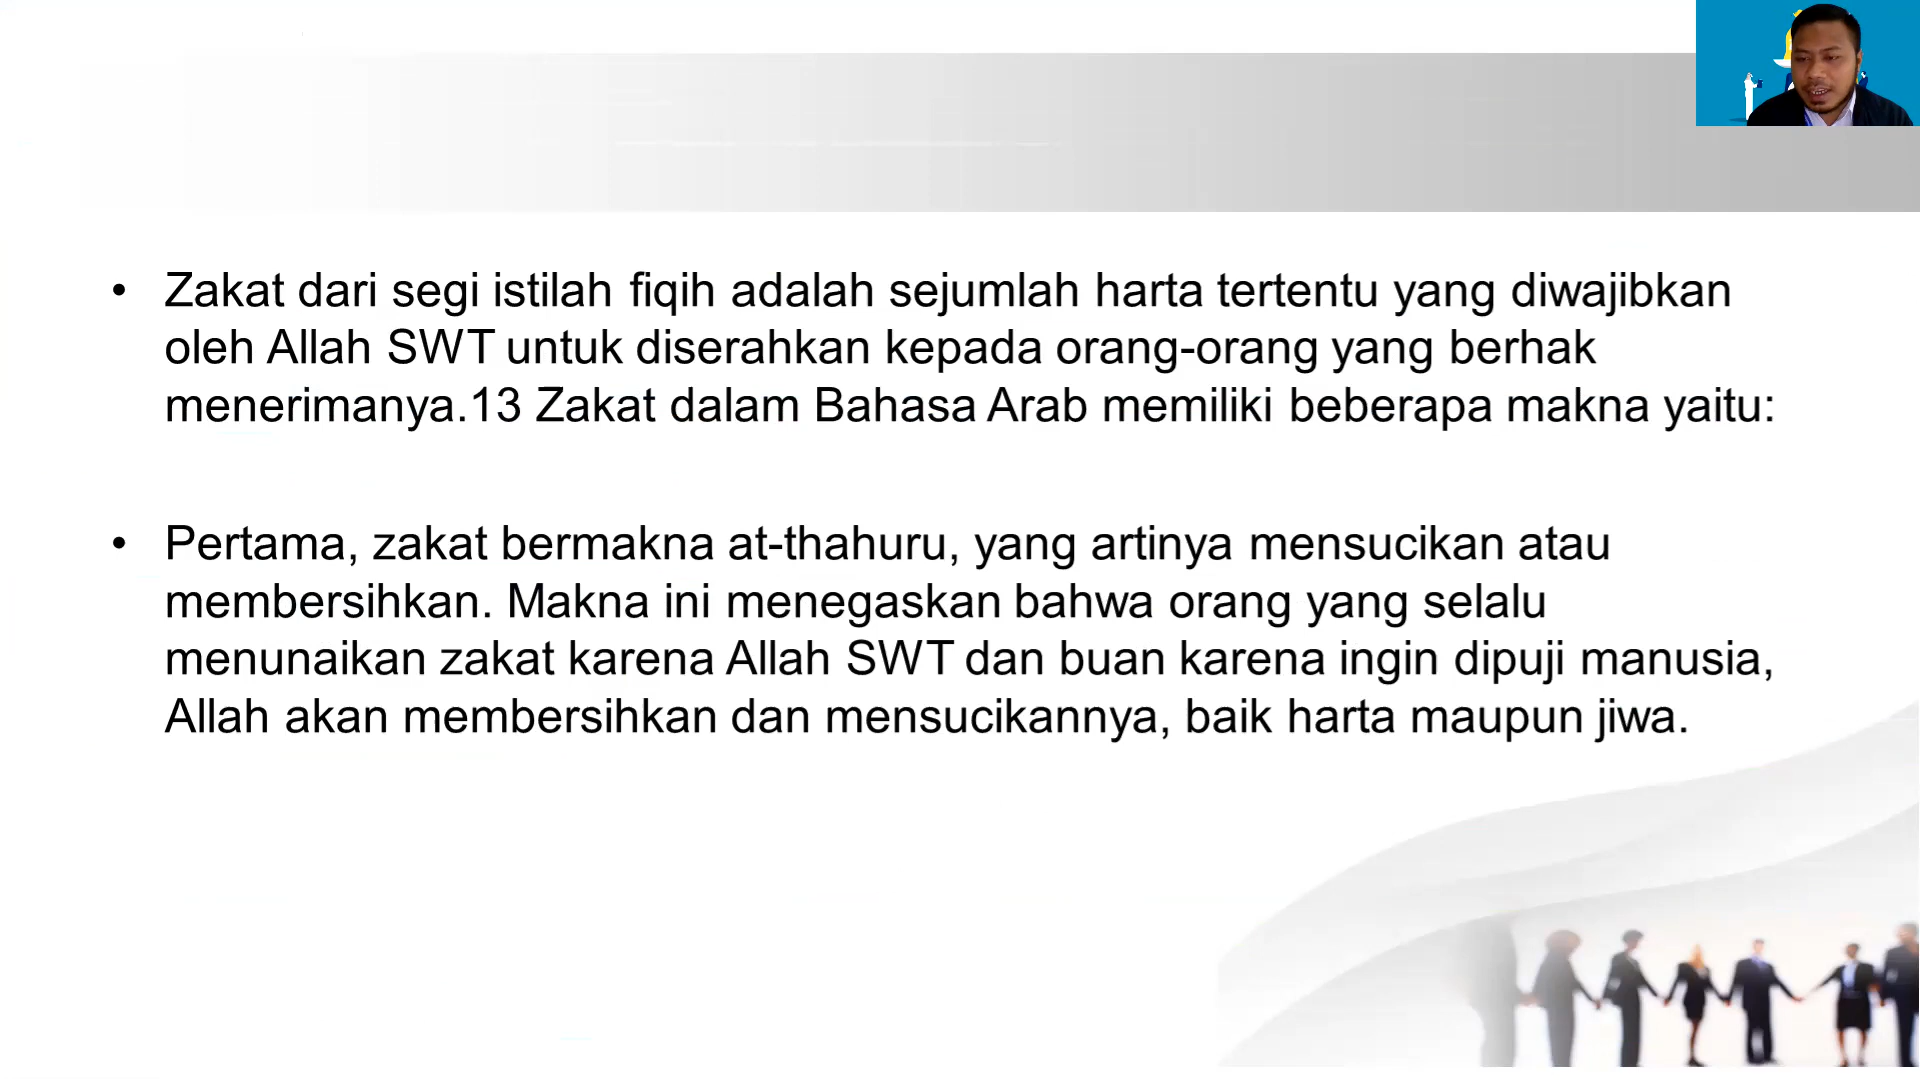 • Zakat dari segi istilah fiqih adalah sejumlah harta tertentu yang diwajibkan
oleh Allah SWT untuk diserahkan kepada orang-orang yang berhak
menerimanya.13 Zakat dalam Bahasa Arab memiliki beberapa makna yaitu:
• Pertama, zakat bermakna at-thahuru, yang artinya mensucikan atau
membersihkan. Makna ini menegaskan bahwa orang yang selalu
menunaikan zakat karena Allah SWT dan buan karena ingin dipuji manusia,
Allah akan membersihkan dan mensucikannya, baik harta maupun jiwa.